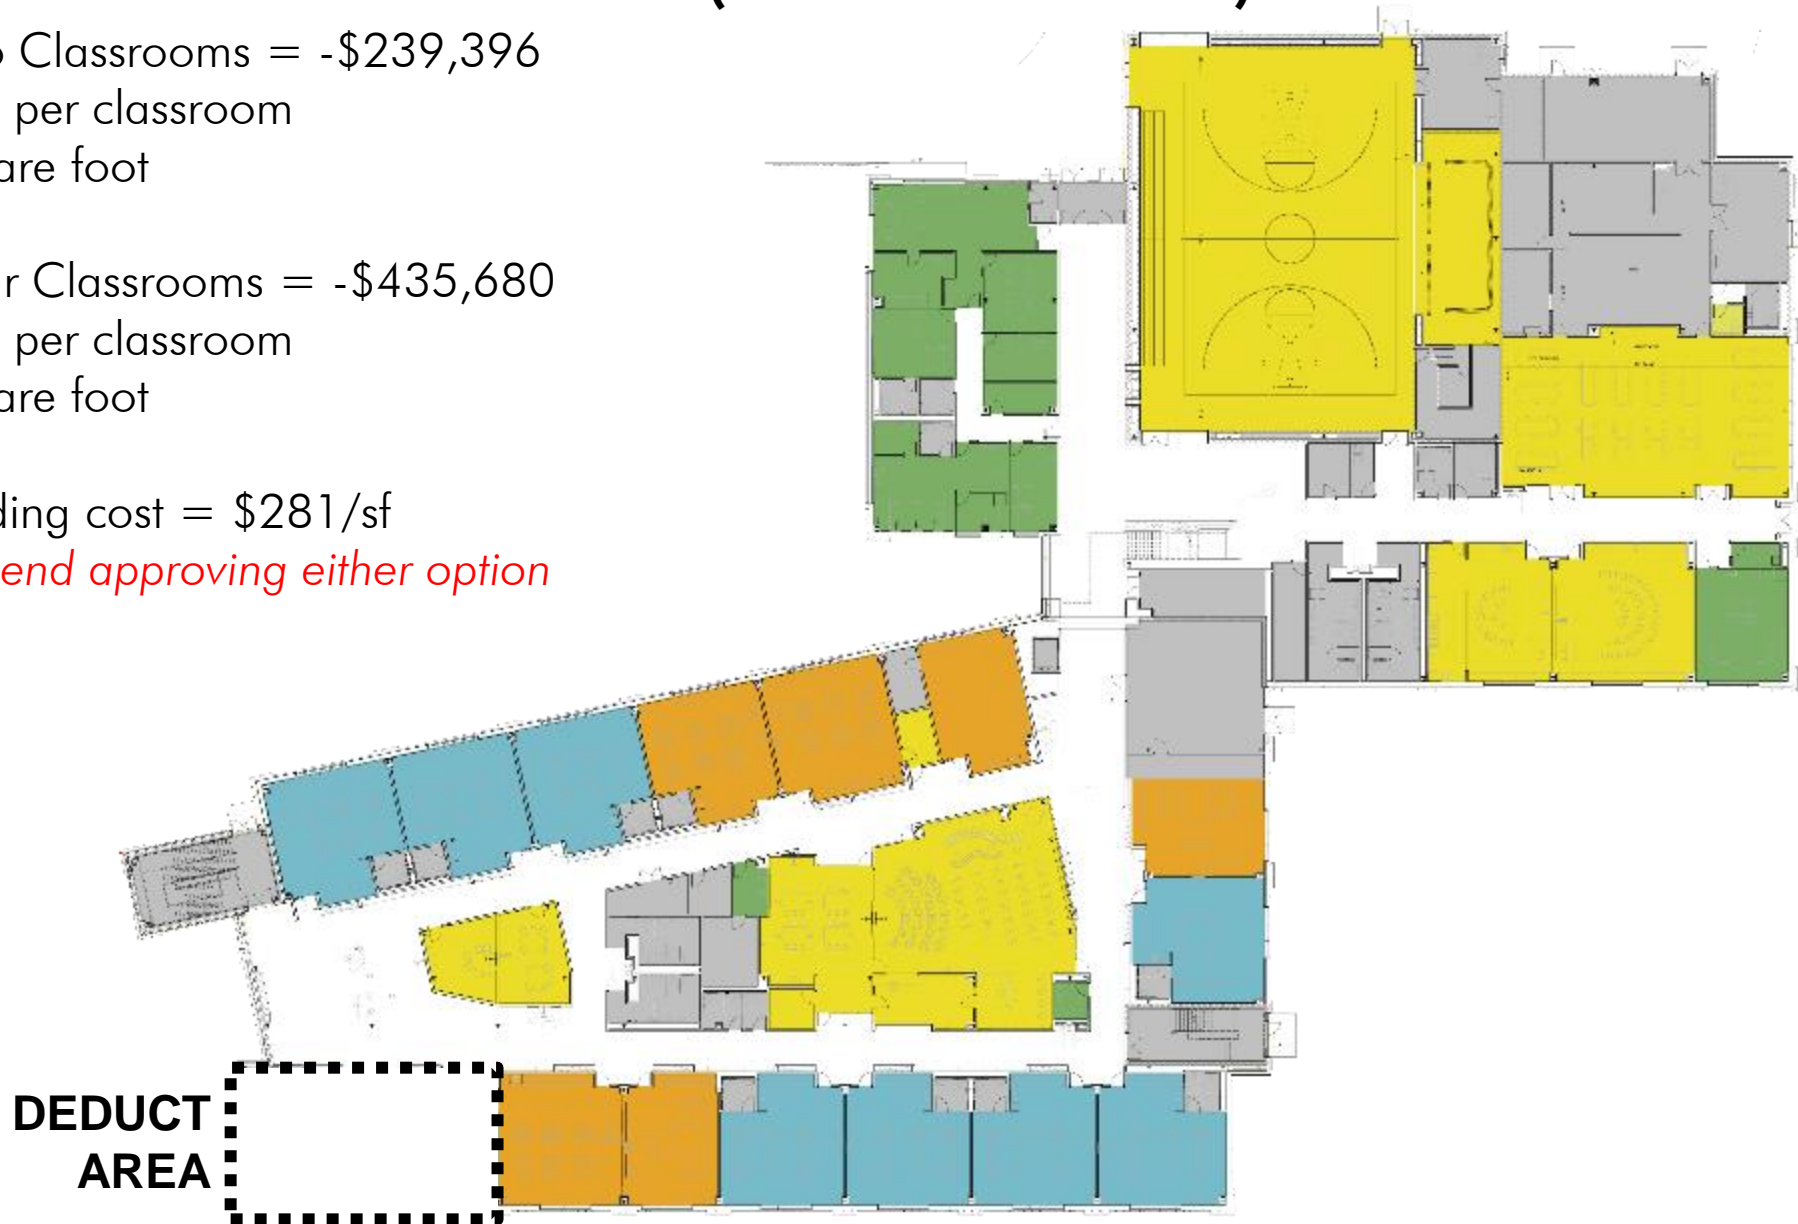 Classrooms = -$239,396
per classroom
are foot
r Classrooms = -$435,680
per classroom
are foot
ding cost = $281/sf
end approving either option
DEDUCT
AREA